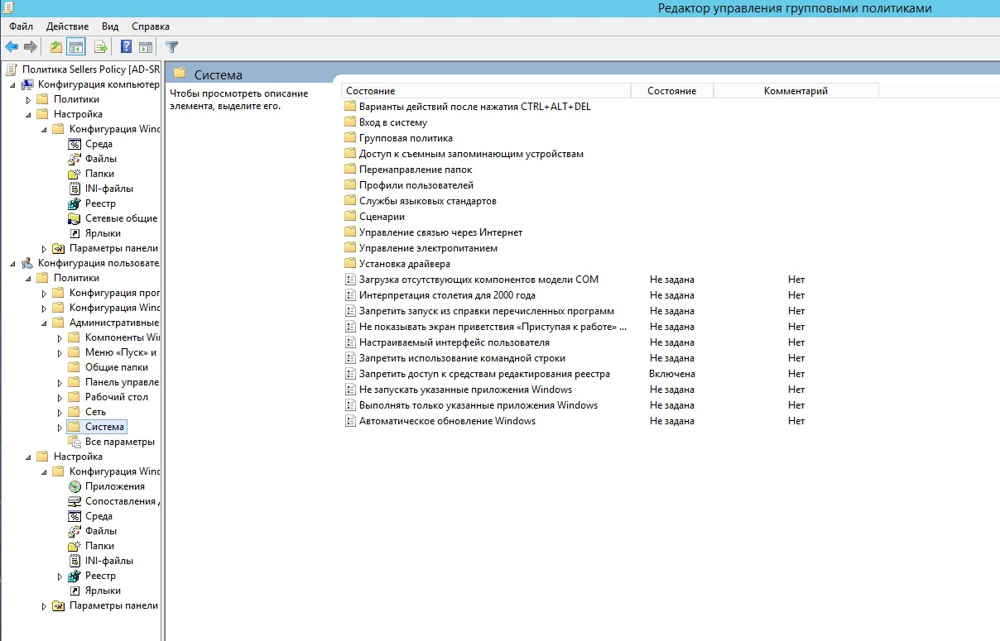 Редактор управления групповыми политиками
Файл Действие Вид Справка
Политика Sellers Policy [AD-SR
Конфигурация компьютер
Политики
Настройка
Конфигурация Wind
Среда
Файлы
Папки
INI-файлы
Реестр
Сетевые общие
Ярлыки
Параметры панели
Конфигурация пользовате
Политики
Конфигурация прог
Конфигурация Wind
Административные
Компоненты Wi
Меню «Пуск» и
Общие папки
Панель управле
Рабочий стол
Сеть
Система
Все параметры
Настройка
Конфигурация Wind
Приложения
Сопоставления д
Среда
Файлы
Папки
INI-файлы
Реестр
Ярлыки
Параметры панели
Система
Чтобы просмотреть описание
элемента, выделите его.
Состояние Состояние Комментарий
Варианты действий после нажатия CTRL+ALT+DEL
Вход в систему
Групповая политика
Доступ к съемным запоминающим устройствам
Перенаправление папок
Профили пользователей
Службы языковых стандартов
Сценарии
Управление связью через Интернет
Управление электропитанием
Установка драйвера
Загрузка отсутствующих компонентов модели COM Не задана Нет
Интерпретация столетия для 2000 года Не задана Нет
Запретить запуск из справки перечисленных программ Не задана Нет
Не показывать экран приветствия «Приступая к работе» ... Не задана Нет
Настраиваемый интерфейс пользователя Не задана Нет
Запретить использование командной строки Не задана Нет
Запретить доступ к средствам редактирования реестра Включена Нет
Не запускать указанные приложения Windows Не задана Нет
Выполнять только указанные приложения Windows Не задана Нет
Автоматическое обновление Windows Не задана Нет